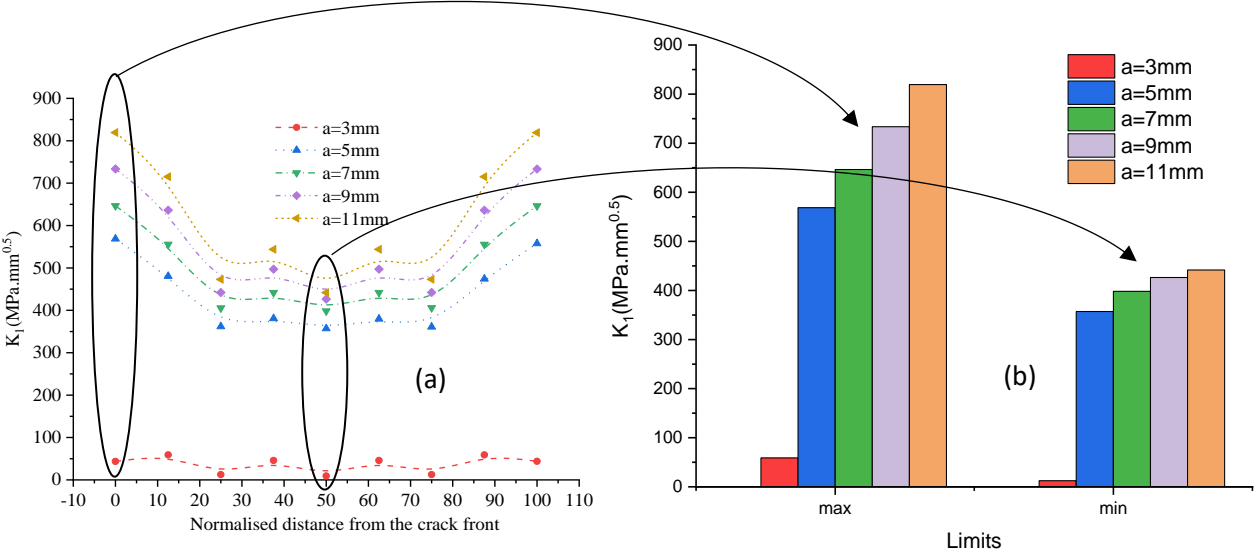 900
800
700
600
500
400
300
200
100
0
-10 0 10 20 30 40 50 60 70 80 90 100 110
K1(MPa.mm0.5)
Normalised distance from the crack front
a=3mm
a=5mm
a=7mm
a=9mm
a=11mm
(a)
900
800
700
600
500
400
300
200
100
0
K1(MPa.mm0.5)
max min
Limits
a=3mm
a=5mm
a=7mm
a=9mm
a=11mm
(b)